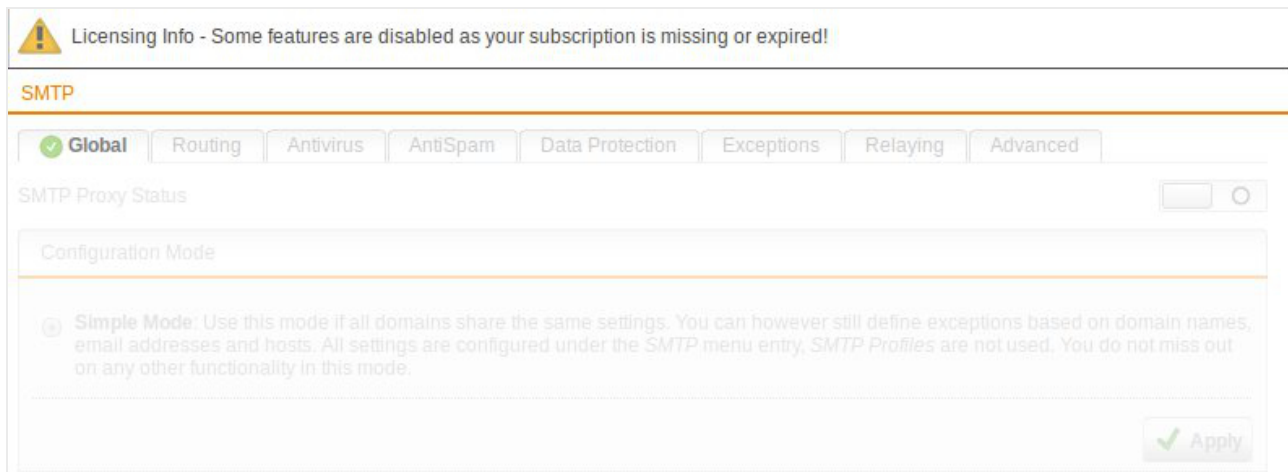 Licensing Info - Some features are disabled as your subscription is missing or expired!
SMTP
Global Routing Antivirus AntiSpam Data Protection Exceptions Relaying Advanced
SMTP Proxy Status
Configuration Mode
Simple Mode: Use this mode if all domains share the same settings. You can however still define exceptions based on domain names,
email addresses and hosts. All settings are configured under the SMTP menu entry, SMTP Profiles are not used. You do not miss out
on any other functionality in this mode.
Apply